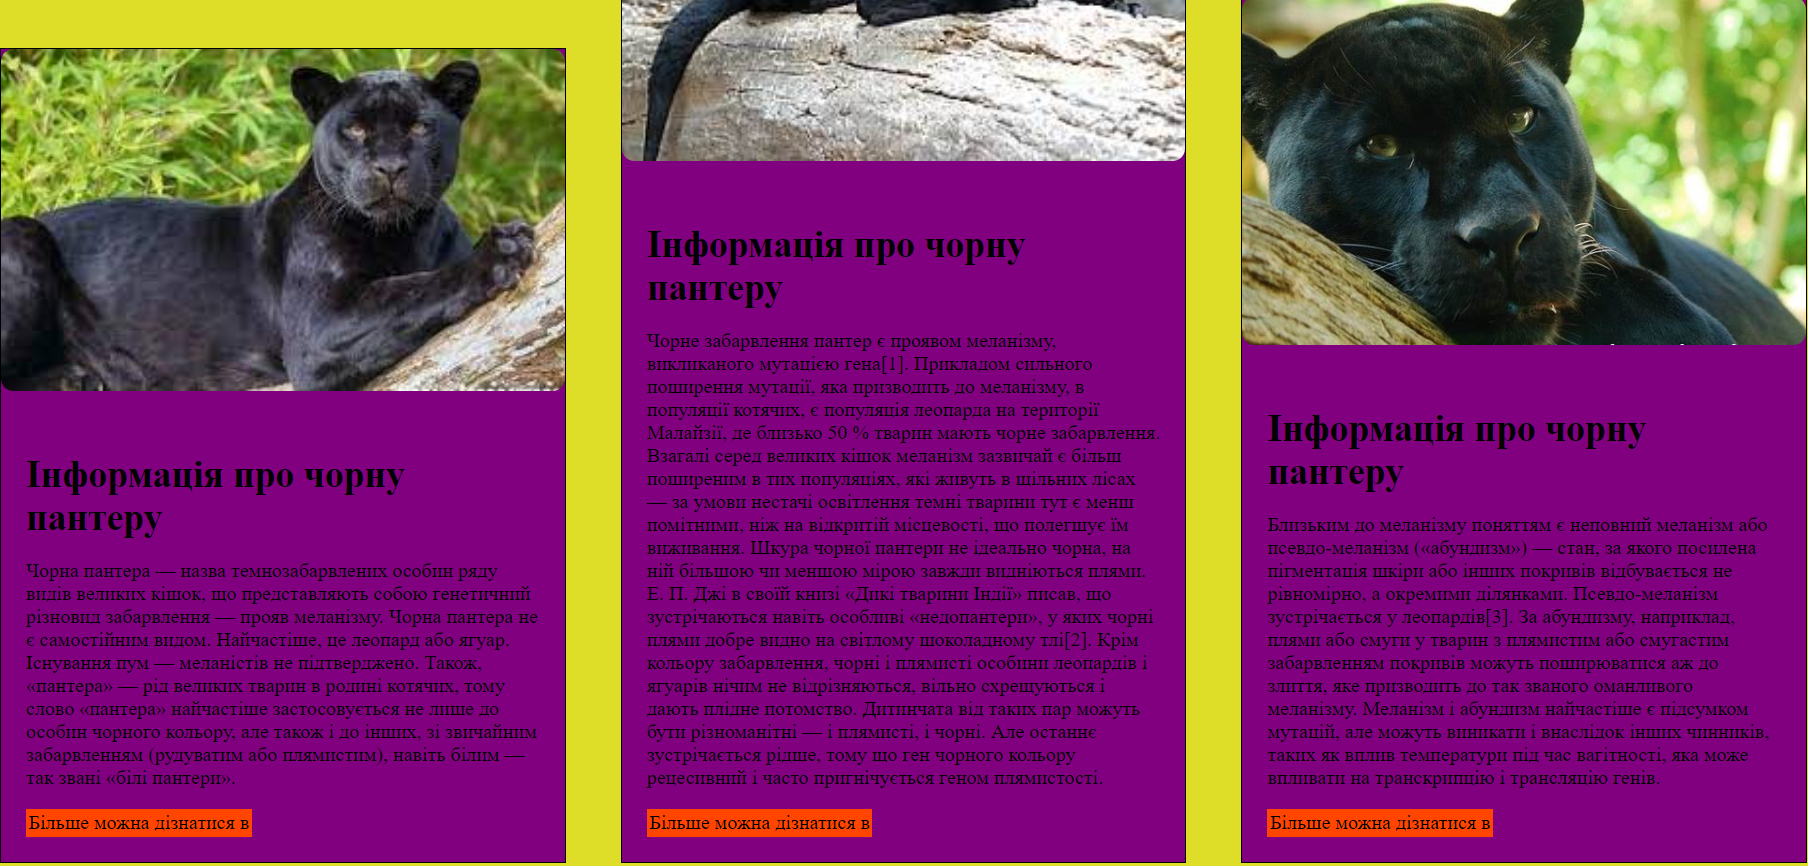 Інформація про чорну
пантеру
Чорна пантера — назва темнозабарвлених особин ряду
видів великих кішок, що представляють собою генетичний
різновид забарвлення — прояв меланізму. Чорна пантера не
є самостійним видом. Найчастіше, це леопард або ягуар.
Існування пум — меланістів не підтверджено. Також,
«пантера» — рід великих тварин в родині котячих, тому
слово «пантера» найчастіше застосовується не лише до
особин чорного кольору, але також і до інших, зі звичайним
забарвленням (рудуватим або плямистим), навіть білим —
так звані «білі пантери».
Більше можна дізнатися в
Інформація про чорну
пантеру
Чорне забарвлення пантер є проявом меланізму,
викликаного мутацією гена[1]. Прикладом сильного
поширення мутації, яка призводить до меланізму, в
популяції котячих, є популяція леопарда на території
Малайзії, де близько 50 % тварин мають чорне забарвлення.
Взагалі серед великих кішок меланізм зазвичай є більш
поширеним в тих популяціях, які живуть в щільних лісах
— за умови нестачі освітлення темні тварини тут є менш
помітними, ніж на відкритій місцевості, що полегшує їм
виживання. Шкура чорної пантери не ідеально чорна, на
ній більшою чи меншою мірою завжди видніються плями.
Е. П. Джі в своїй книзі «Дикі тварини Індії» писав, що
зустрічаються навіть особливі «недопантери», у яких чорні
плями добре видно на світлому шоколадному тлі[2]. Крім
кольору забарвлення, чорні і плямисті особини леопардів і
ягуарів нічим не відрізняються, вільно схрещуються і
дають плідне потомство. Дитинчата від таких пар можуть
бути різноманітні — і плямисті, і чорні. Але останнє
зустрічається рідше, тому що ген чорного кольору
рецесивний і часто пригнічується геном плямистості.
Більше можна дізнатися в
Інформація про чорну
пантеру
Близьким до меланізму поняттям є неповний меланізм або
псевдо-меланізм («абундизм») — стан, за якого посилена
пігментація шкіри або інших покривів відбувається не
рівномірно, а окремими ділянками. Псевдо-меланізм
зустрічається у леопардів[3]. За абундизму, наприклад,
плями або смуги у тварин з плямистим або смугастим
забарвленням покривів можуть поширюватися аж до
злиття, яке призводить до так званого оманливого
меланізму. Меланізм і абундизм найчастіше є підсумком
мутацій, але можуть виникати і внаслідок інших чинників,
таких як вплив температури під час вагітності, яка може
впливати на транскрипцію і трансляцію генів.
Більше можна дізнатися в